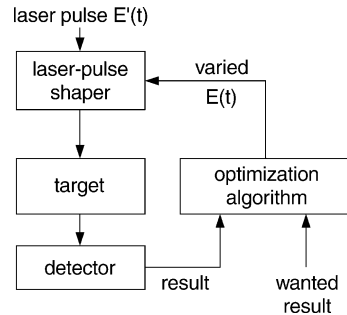 laser pulse E'(t)
laser-pulse
shaper
varied
E(t)
target
optimization
algorithm
detector
result
wanted
result